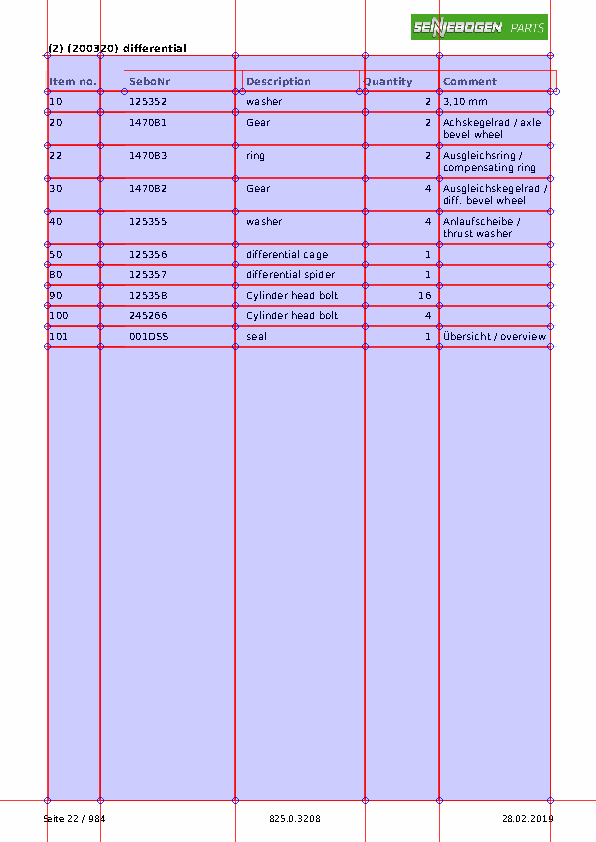 SENNEBOGEN PARTS
(2) (200320) differential
Item no. SeboNr Description Quantity Comment
10 125352 washer 2 3,10 mm
20 147081 Gear 2 Achskegelrad / axle
bevel wheel
22 147083 ring 2 Ausgleichsring /
compensating ring
30 147082 Gear 4 Ausgleichskegelrad /
diff. bevel wheel
40 125355 washer 4 Anlaufscheibe /
thrust washer
50 125356 differential cage 1
80 125357 differential spider 1
90 125358 Cylinder head bolt 16
100 245266 Cylinder head bolt 4
101 001DSS seal 1 Übersicht / overview
Seite 22 / 984 825.0.3208 28.02.2019